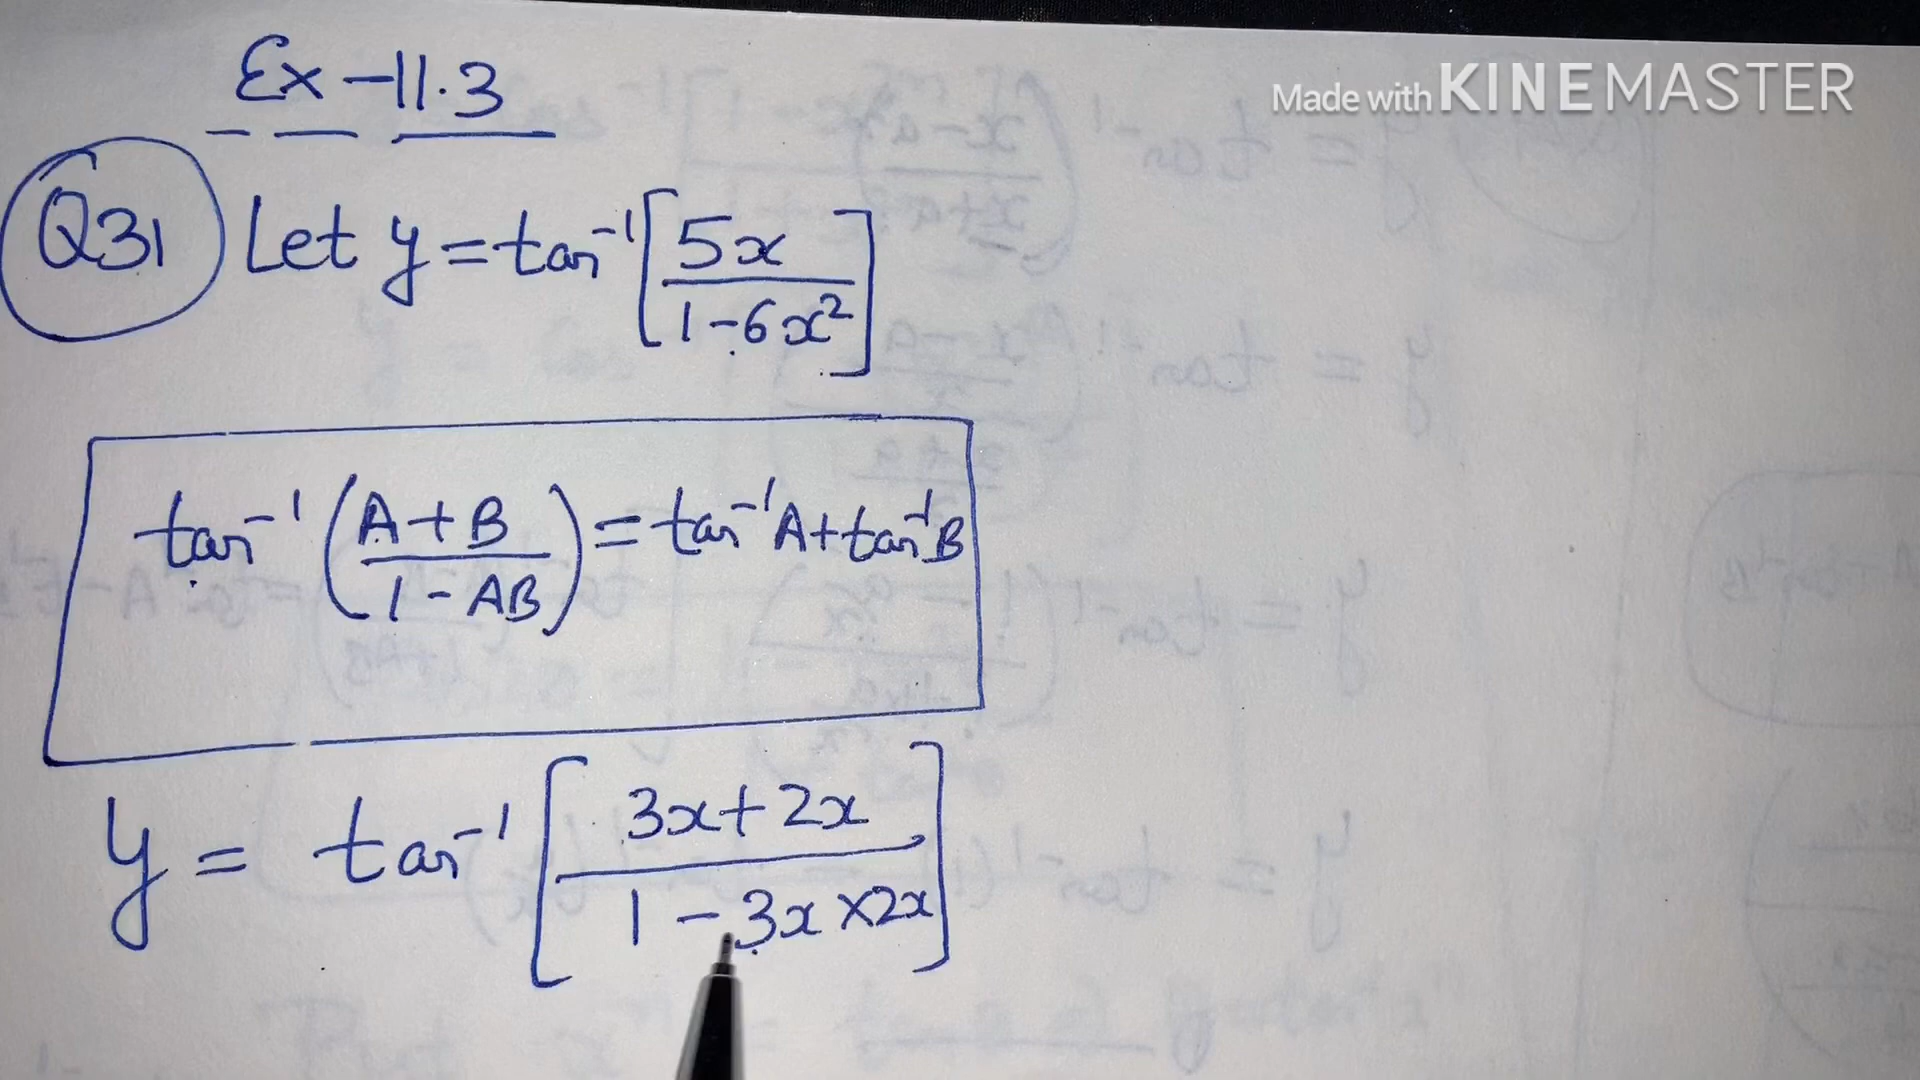 Ex-11.3
Made with KINEMASTER
Q31 Let y = tan⁻¹[5x / 1-6x²]
tan⁻¹(A+B / 1-AB) = tan⁻¹A + tan⁻¹B
y = tan⁻¹[3x+2x / 1-3x×2x]